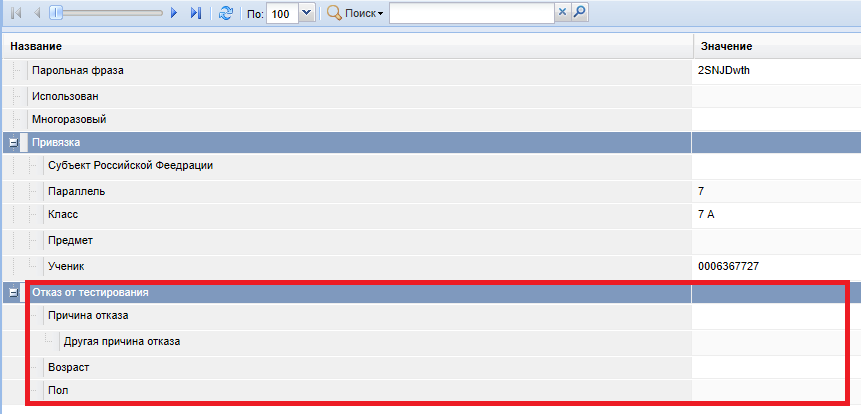 По: 100 Поиск
Название Значение
Парольная фраза 2SNJDwth
Использован
Многоразовый
Привязка
Субъект Российской Феедрации
Параллель 7
Класс 7 А
Предмет
Ученик 0006367727
Отказ от тестирования
Причина отказа
Другая причина отказа
Возраст
Пол